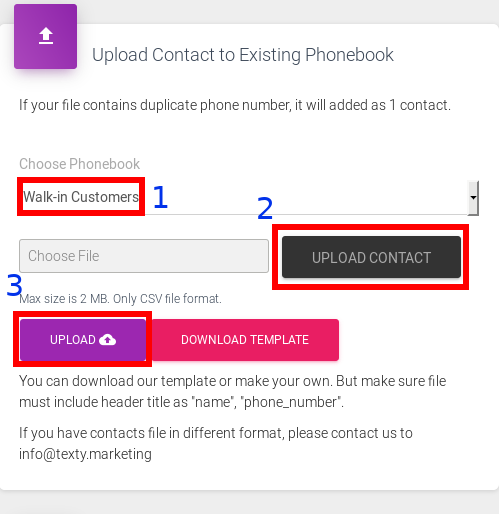 Upload Contact to Existing Phonebook
If your file contains duplicate phone number, it will added as 1 contact.
Choose Phonebook
Walk-in Customers 1
2
Choose File UPLOAD CONTACT
3
Max size is 2 MB. Only CSV file format.
UPLOAD DOWNLOAD TEMPLATE
You can download our template or make your own. But make sure file
must include header title as "name", "phone_number".
If you have contacts file in different format, please contact us to
info@texty.marketing